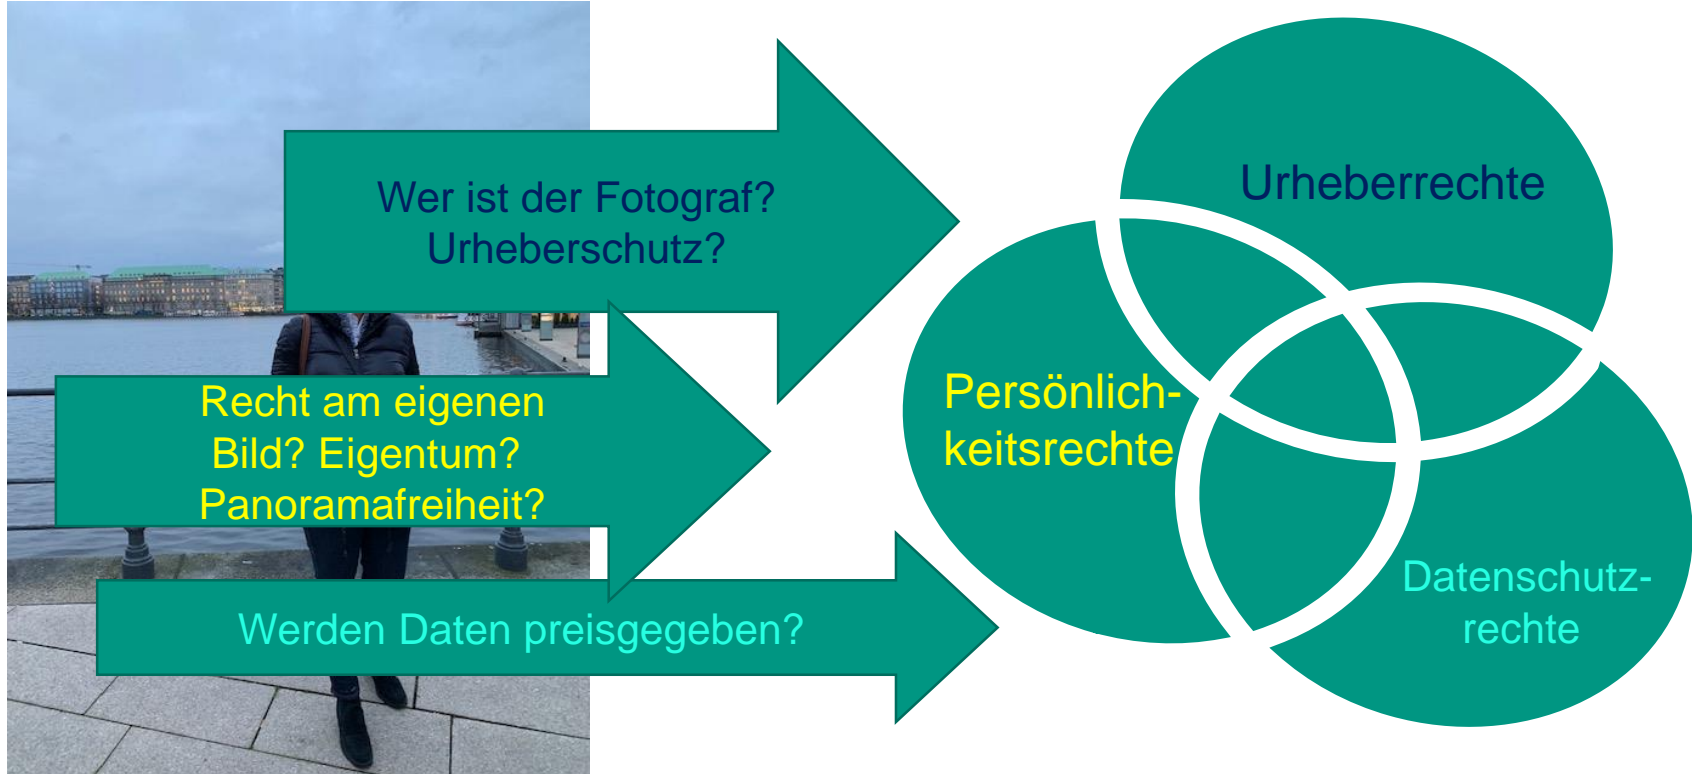 Wer ist der Fotograf?
Urheberschutz?
Recht am eigenen
Bild? Eigentum?
Panoramafreiheit?
Werden Daten preisgegeben?
Urheberrechte
Persönlich-
keitsrechte
Datenschutz-
rechte